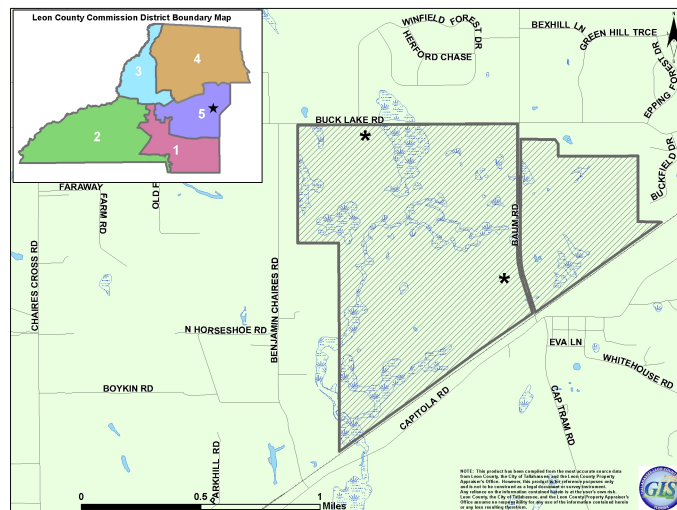 Leon County Commission District Boundary Map
4
3
5
2
1
WINFIELD FOREST DR
HERFORD CHASE
BEXHILL LN
GREEN HILL TRCE
EPPING FOREST DR
BUCK LAKE RD
BUCKFIELD DR
FARAWAY
FARM RD
OLD F
BAUM RD
CHAIRES CROSS RD
BENJAMIN CHAIRES RD
N HORSESHOE RD
EVA LN
WHITEHOUSE RD
BOYKIN RD
CAPITOLA RD
CAP TRAM RD
PARKHILL RD
0
0.5
1
Miles
NOTE: This product has been compiled from the most accurate source data
from Leon County, the City of Tallahassee, and the Leon County Property
Appraiser's Office. However, this product is for reference purposes only
and is not to be construed as a legal document or survey instrument.
Any reliance on the information contained herein is at the user's own risk.
Leon County, the City of Tallahassee, and the Leon County Property Appraiser's
Office assume no responsibility for any use of the information contained herein
or any loss resulting therefrom.
GIS